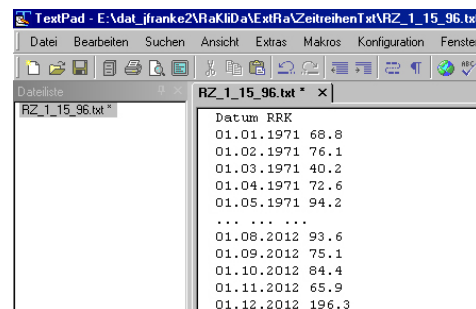 TextPad - E:\dat_jfranke2\RaKliDa\ExtRa\ZeitreihenTxt\RZ_1_15_96.tx
Datei Bearbeiten Suchen Ansicht Extras Makros Konfiguration Fenste
Dateiliste
RZ_1_15_96.txt *
RZ_1_15_96.txt * ×
Datum RRK
01.01.1971 68.8
01.02.1971 76.1
01.03.1971 40.2
01.04.1971 72.6
01.05.1971 94.2
... ... ...
01.08.2012 93.6
01.09.2012 75.1
01.10.2012 84.4
01.11.2012 65.9
01.12.2012 196.3